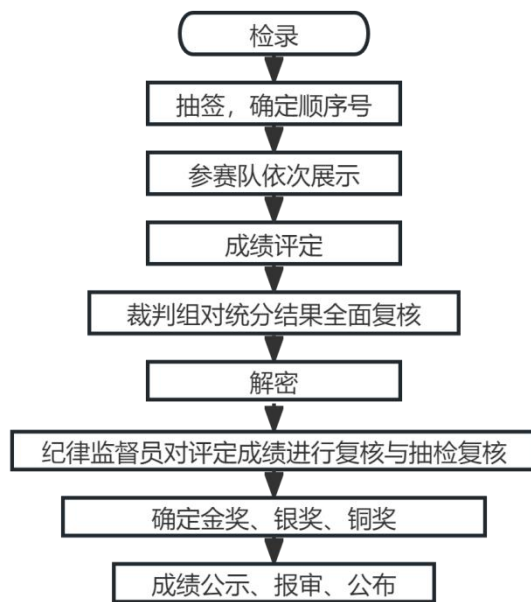 检录
抽签，确定顺序号
参赛队依次展示
成绩评定
裁判组对统分结果全面复核
解密
纪律监督员对评定成绩进行复核与抽检复核
确定金奖、银奖、铜奖
成绩公示、报审、公布